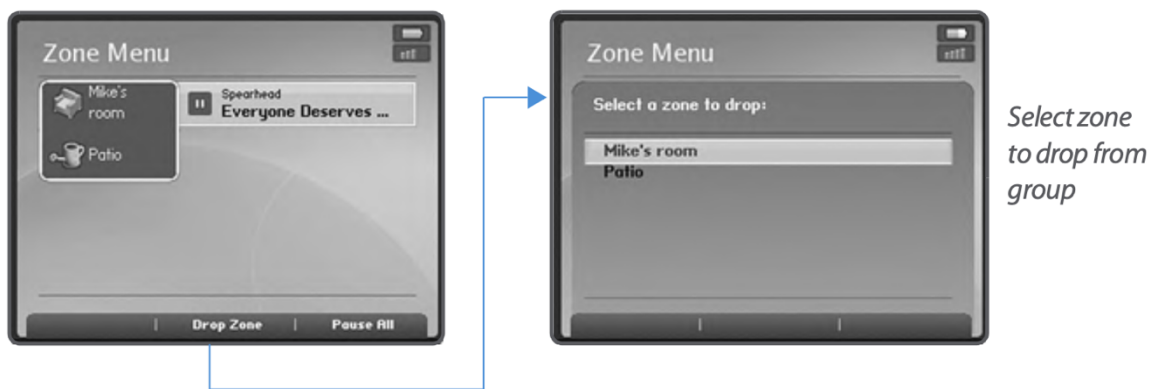 Zone Menu
Mike's
room
Spearhead
Everyone Deserves ...
Patio
Drop Zone | Pause All
Zone Menu
Select a zone to drop:
Mike's room
Patio
Select zone
to drop from
group